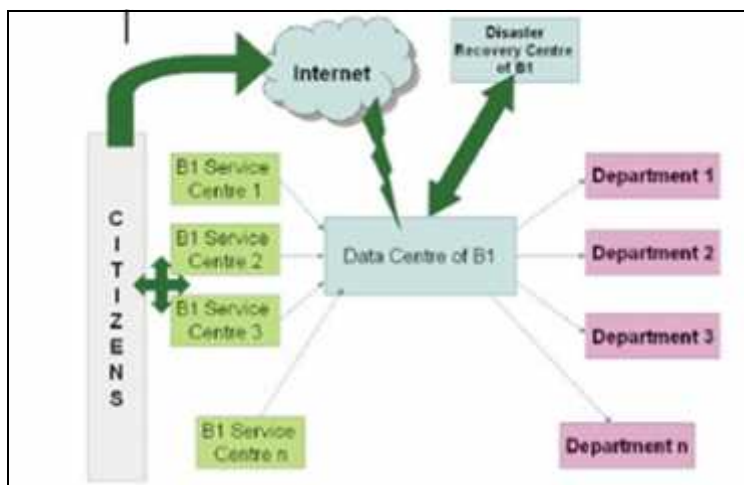 Disaster
Recovery Centre
of B1
Internet
B1 Service
Centre 1
Department 1
C
I
T
I
Z
E
N
S
B1 Service
Centre 2
Data Centre of B1
Department 2
B1 Service
Centre 3
Department 3
B1 Service
Centre n
Department n